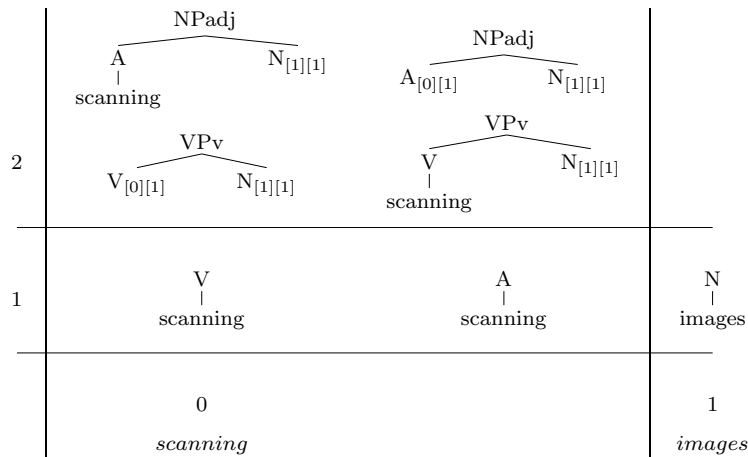 NPadj
A N[1][1]
scanning
NPadj
A[0][1] N[1][1]
2
VPv
V[0][1] N[1][1]
VPv
V N[1][1]
scanning
1
V
scanning
A
scanning
N
images
0 1
scanning images